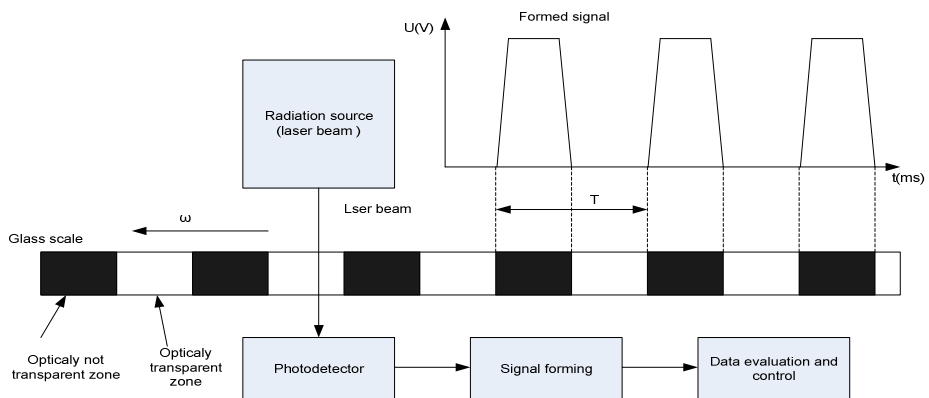 Formed signal
U(V)
Radiation source
(laser beam )
t(ms)
Lser beam
T
ω
Glass scale
Opticaly not
transparent zone
Opticaly
transparent
zone
Photodetector
Signal forming
Data evaluation and
control